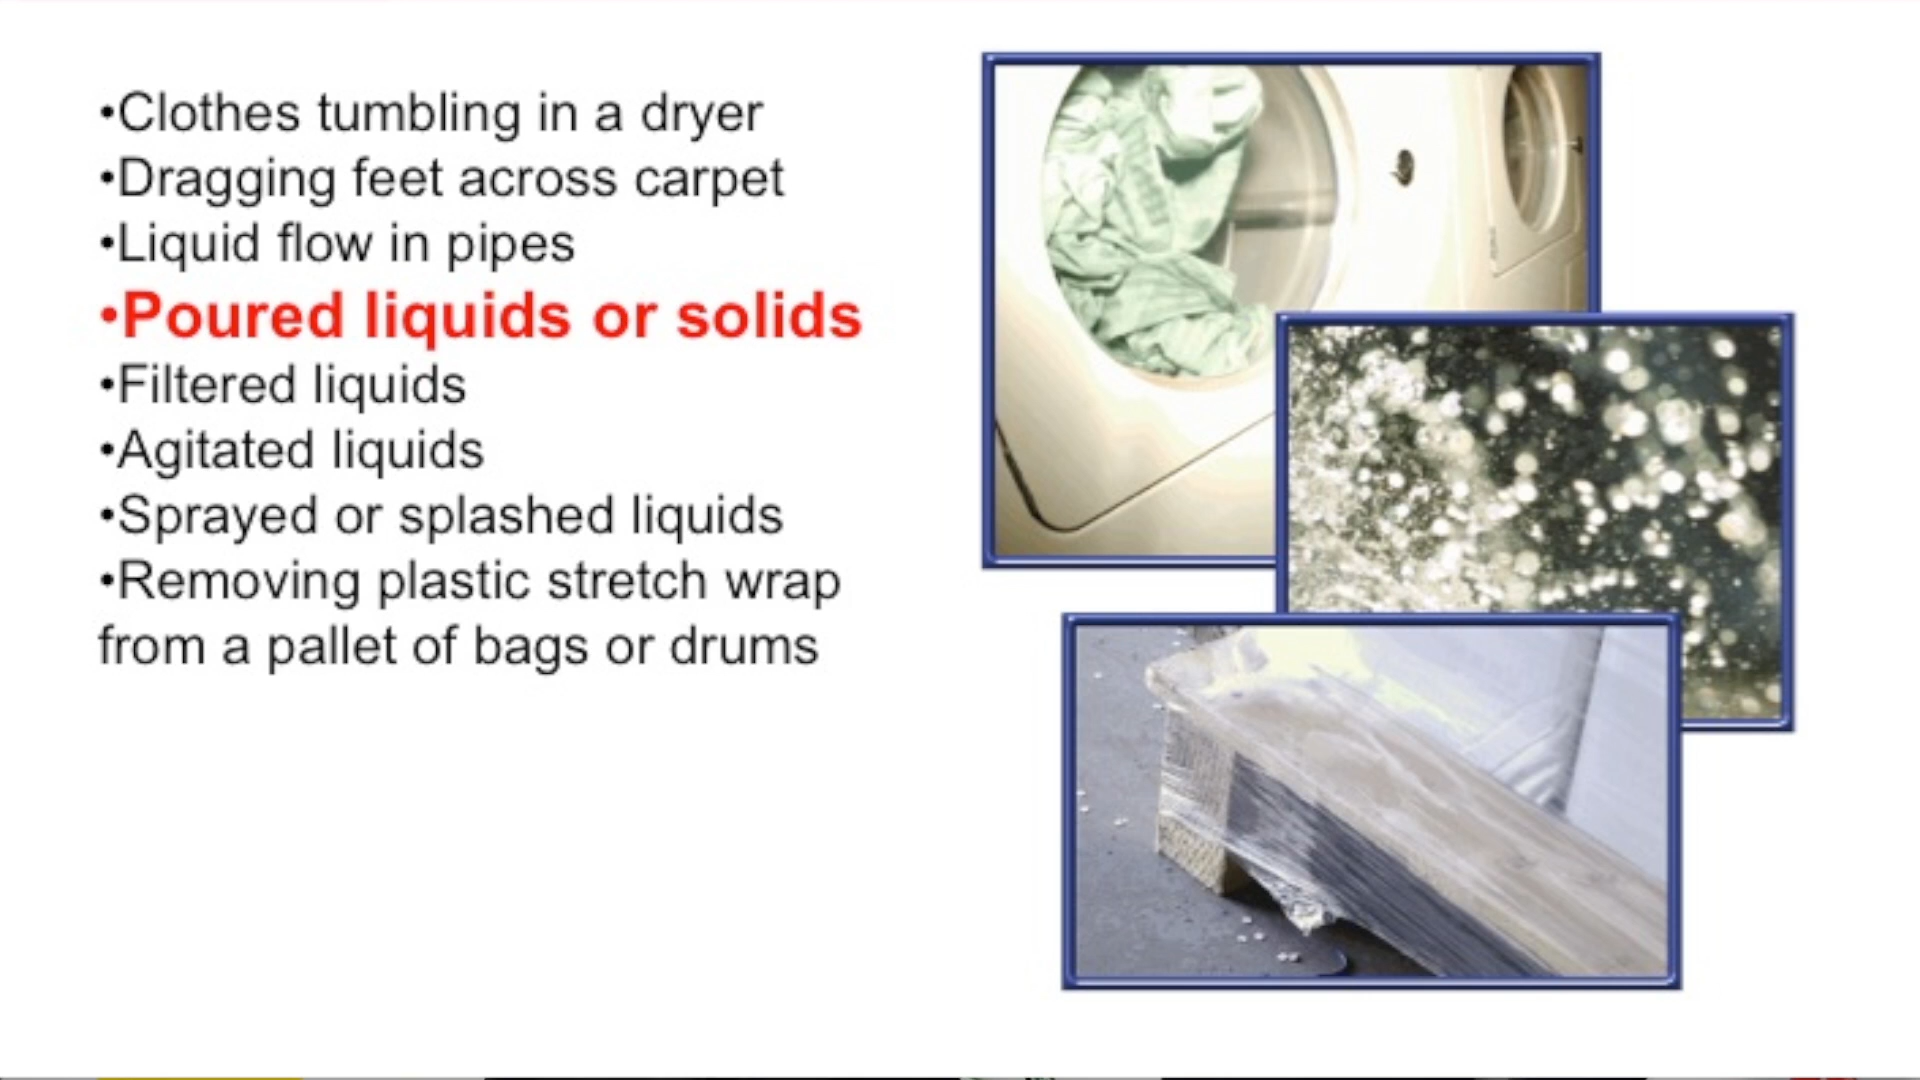 •Clothes tumbling in a dryer
•Dragging feet across carpet
•Liquid flow in pipes
•Poured liquids or solids
•Filtered liquids
•Agitated liquids
•Sprayed or splashed liquids
•Removing plastic stretch wrap
from a pallet of bags or drums